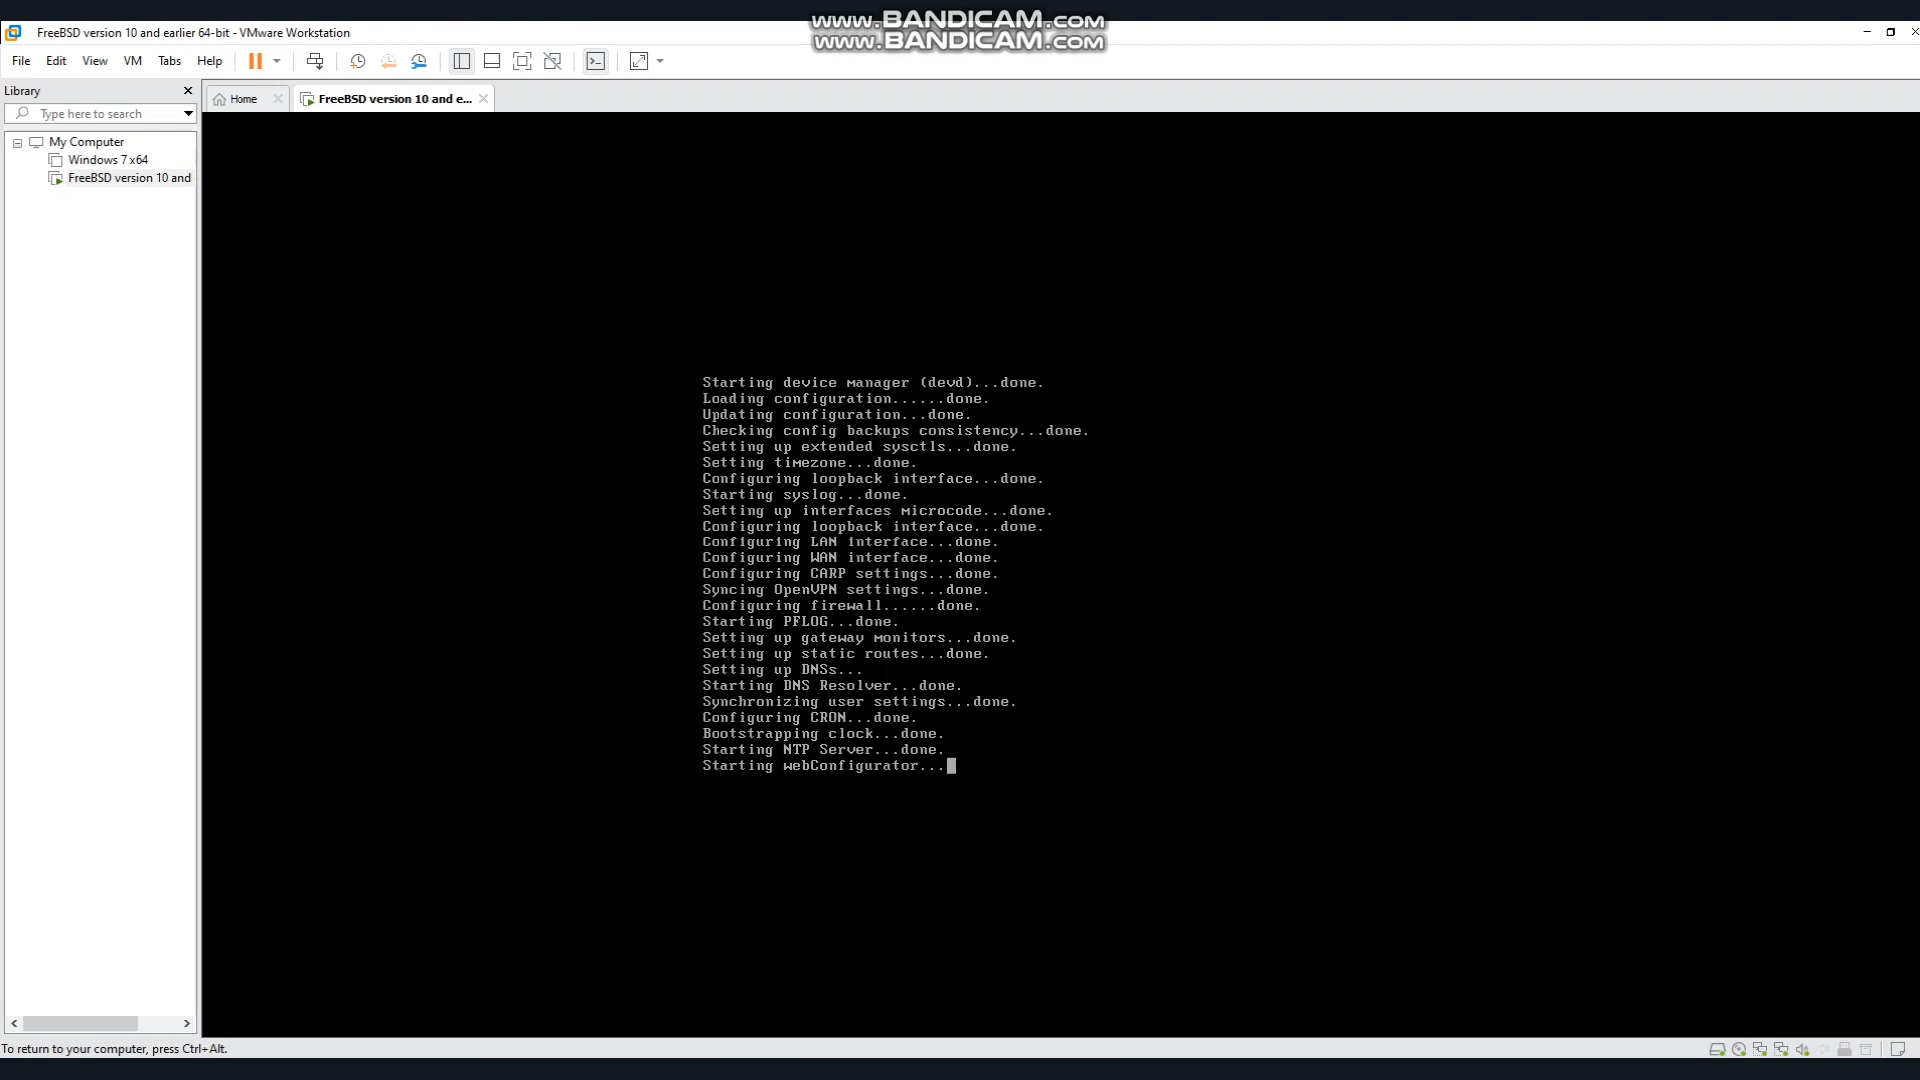 www.BANDICAM.com
www.BANDICAM.com
FreeBSD version 10 and earlier 64-bit - VMware Workstation
File Edit View VM Tabs Help
Library
Home
FreeBSD version 10 and e...
Type here to search
My Computer
Windows 7 x64
FreeBSD version 10 and
Starting device manager (devd)...done.
Loading configuration......done.
Updating configuration...done.
Checking config backups consistency...done.
Setting up extended sysctls...done.
Setting timezone...done.
Configuring loopback interface...done.
Starting syslog...done.
Setting up interfaces microcode...done.
Configuring loopback interface...done.
Configuring LAN interface...done.
Configuring WAN interface...done.
Configuring CARP settings...done.
Syncing OpenVPN settings...done.
Configuring firewall......done.
Starting PFLOG...done.
Setting up gateway monitors...done.
Setting up static routes...done.
Setting up DNSs...
Starting DNS Resolver...done.
Synchronizing user settings...done.
Configuring CRON...done.
Bootstrapping clock...done.
Starting NTP Server...done.
Starting webConfigurator...
To return to your computer, press Ctrl+Alt.